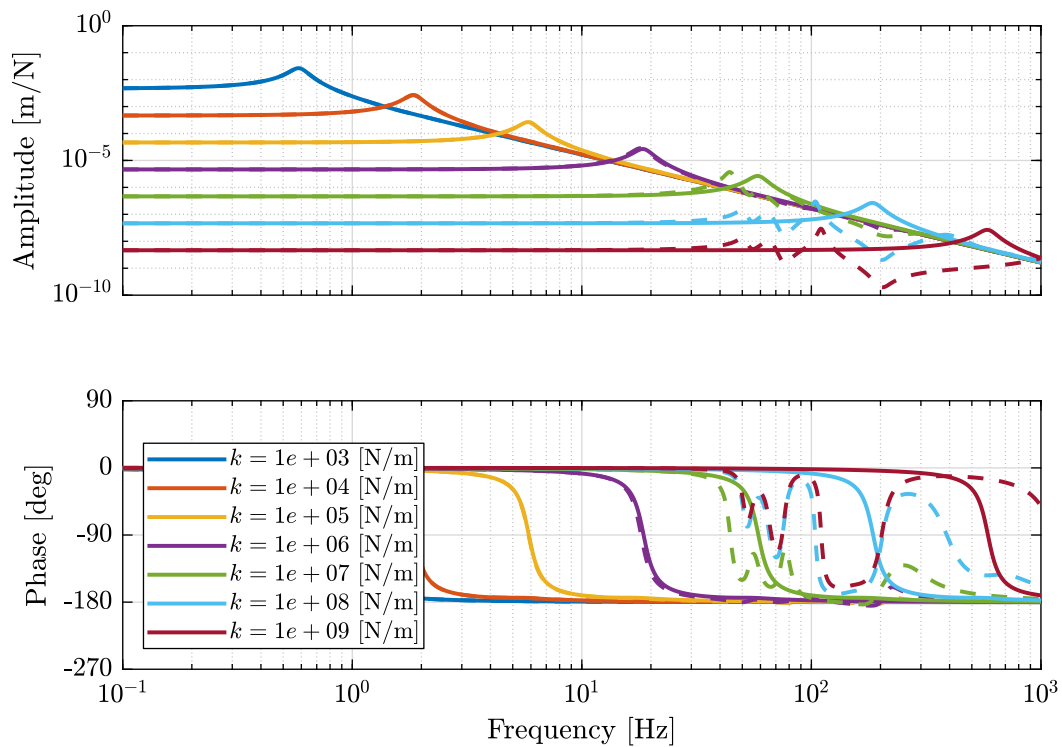 10^0
10^-5
10^-10
Amplitude [m/N]
90
0
-90
-180
-270
Phase [deg]
k = 1e + 03 [N/m]
k = 1e + 04 [N/m]
k = 1e + 05 [N/m]
k = 1e + 06 [N/m]
k = 1e + 07 [N/m]
k = 1e + 08 [N/m]
k = 1e + 09 [N/m]
10^-1 10^0 10^1 10^2 10^3
Frequency [Hz]